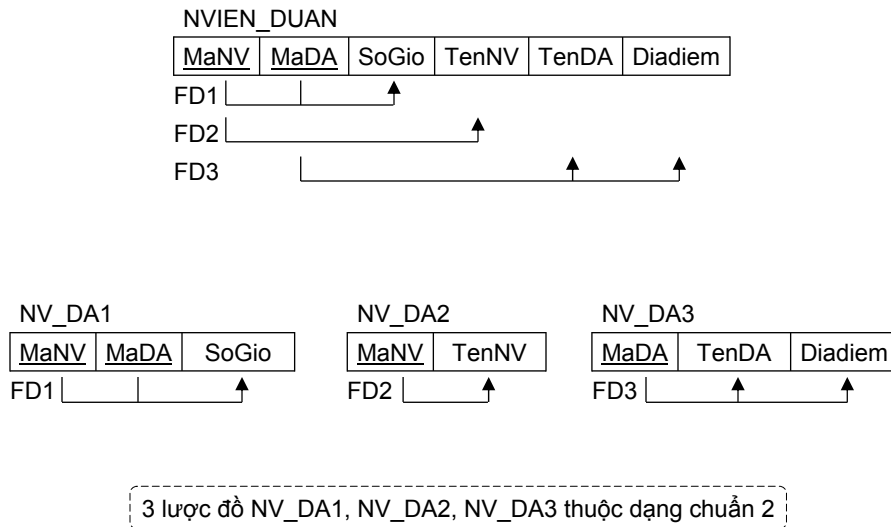 NVIEN_DUAN
MaNV MaDA SoGio TenNV TenDA Diadiem
FD1
FD2
FD3
NV_DA1 NV_DA2 NV_DA3
MaNV MaDA SoGio MaNV TenNV MaDA TenDA Diadiem
FD1 FD2 FD3
3 lược đồ NV_DA1, NV_DA2, NV_DA3 thuộc dạng chuẩn 2